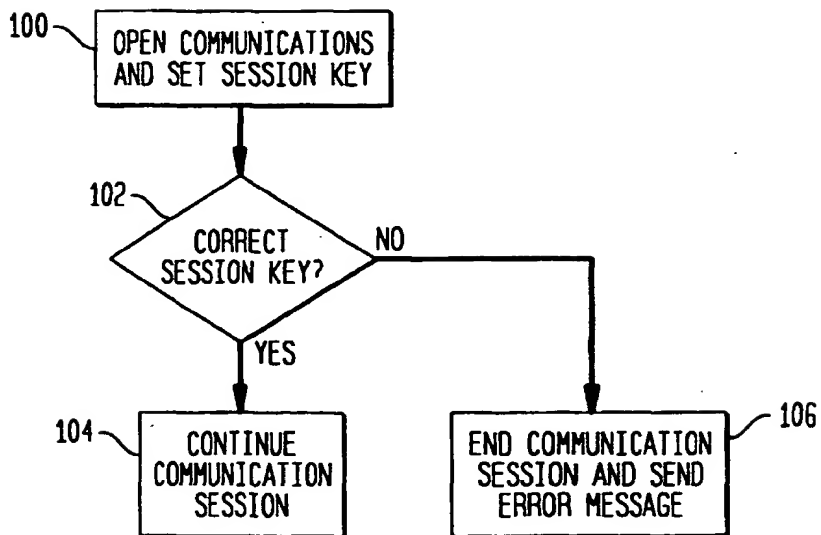 100
OPEN COMMUNICATIONS
AND SET SESSION KEY
102
CORRECT
SESSION KEY?
NO
YES
104
CONTINUE
COMMUNICATION
SESSION
END COMMUNICATION
SESSION AND SEND
ERROR MESSAGE
106